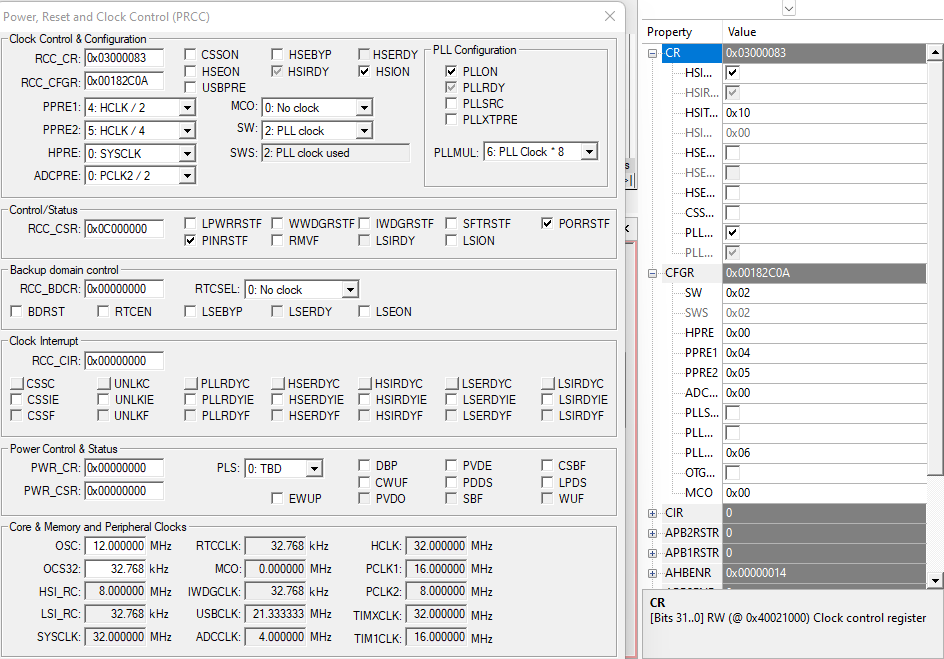 Power, Reset and Clock Control (PRCC)
Clock Control & Configuration
RCC_CR: 0x03000083 CSSON HSEBYP HSERDY
HSEON HSIRDY HSION
RCC_CFGR: 0x00182C0A USBPRE
PPRE1: 4: HCLK / 2 MCO: 0: No clock
PPRE2: 5: HCLK / 4 SW: 2: PLL clock
HPRE: 0: SYSCLK SWS: 2: PLL clock used
ADCPRE: 0: PCLK2 / 2
PLL Configuration
PLLON
PLLRDY
PLLSRC
PLLXTPRE
PLLMUL: 6: PLL Clock * 8
Control/Status
RCC_CSR: 0x0C000000 LPWRRSTF WWDGRSTF IWDGRSTF SFTRSTF PORRSTF
PINRSTF RMVF LSIRDY LSION
Backup domain control
RCC_BDCR: 0x00000000 RTCSEL: 0: No clock
BDRST RTCEN LSEBYP LSERDY LSEON
Clock Interrupt
RCC_CIR: 0x00000000
CSSC UNLKC PLLRDYC HSERDYC HSIRDYC LSERDYC LSIRDYC
CSSIE UNLKIE PLLRDYIE HSERDYIE HSIRDYIE LSERDYIE LSIRDYIE
CSSF UNLKF PLLRDYF HSERDYF HSIRDYF LSERDYF LSIRDYF
Power Control & Status
PWR_CR: 0x00000000 PLS: 0: TBD DBP PVDE CSBF
CWUF PDDS LPDS
PWR_CSR: 0x00000000 EWUP PVDO SBF WUF
Core & Memory and Peripheral Clocks
OSC: 12.000000 MHz RTCCLK: 32.768 kHz HCLK: 32.000000 MHz
OCS32: 32.768 kHz MCO: 0.000000 MHz PCLK1: 16.000000 MHz
HSI_RC: 8.000000 MHz IWDGCLK: 32.768 kHz PCLK2: 8.000000 MHz
LSI_RC: 32.768 kHz USBCLK: 21.333333 MHz TIMXCLK: 32.000000 MHz
SYSCLK: 32.000000 MHz ADCCLK: 4.000000 MHz TIM1CLK: 16.000000 MHz
Property Value
CR 0x03000083
HSI...
HSIR...
HSIT... 0x10
HSI... 0x00
HSE...
HSE...
HSE...
CSS...
PLL...
PLL...
CFGR 0x00182C0A
SW 0x02
SWS 0x02
HPRE 0x00
PPRE1 0x04
PPRE2 0x05
ADC... 0x00
PLLS...
PLL...
PLL... 0x06
OTG...
MCO 0x00
CIR 0
APB2RSTR 0
APB1RSTR 0
AHBENR 0x00000014
CR
[Bits 31..0] RW (@ 0x40021000) Clock control register